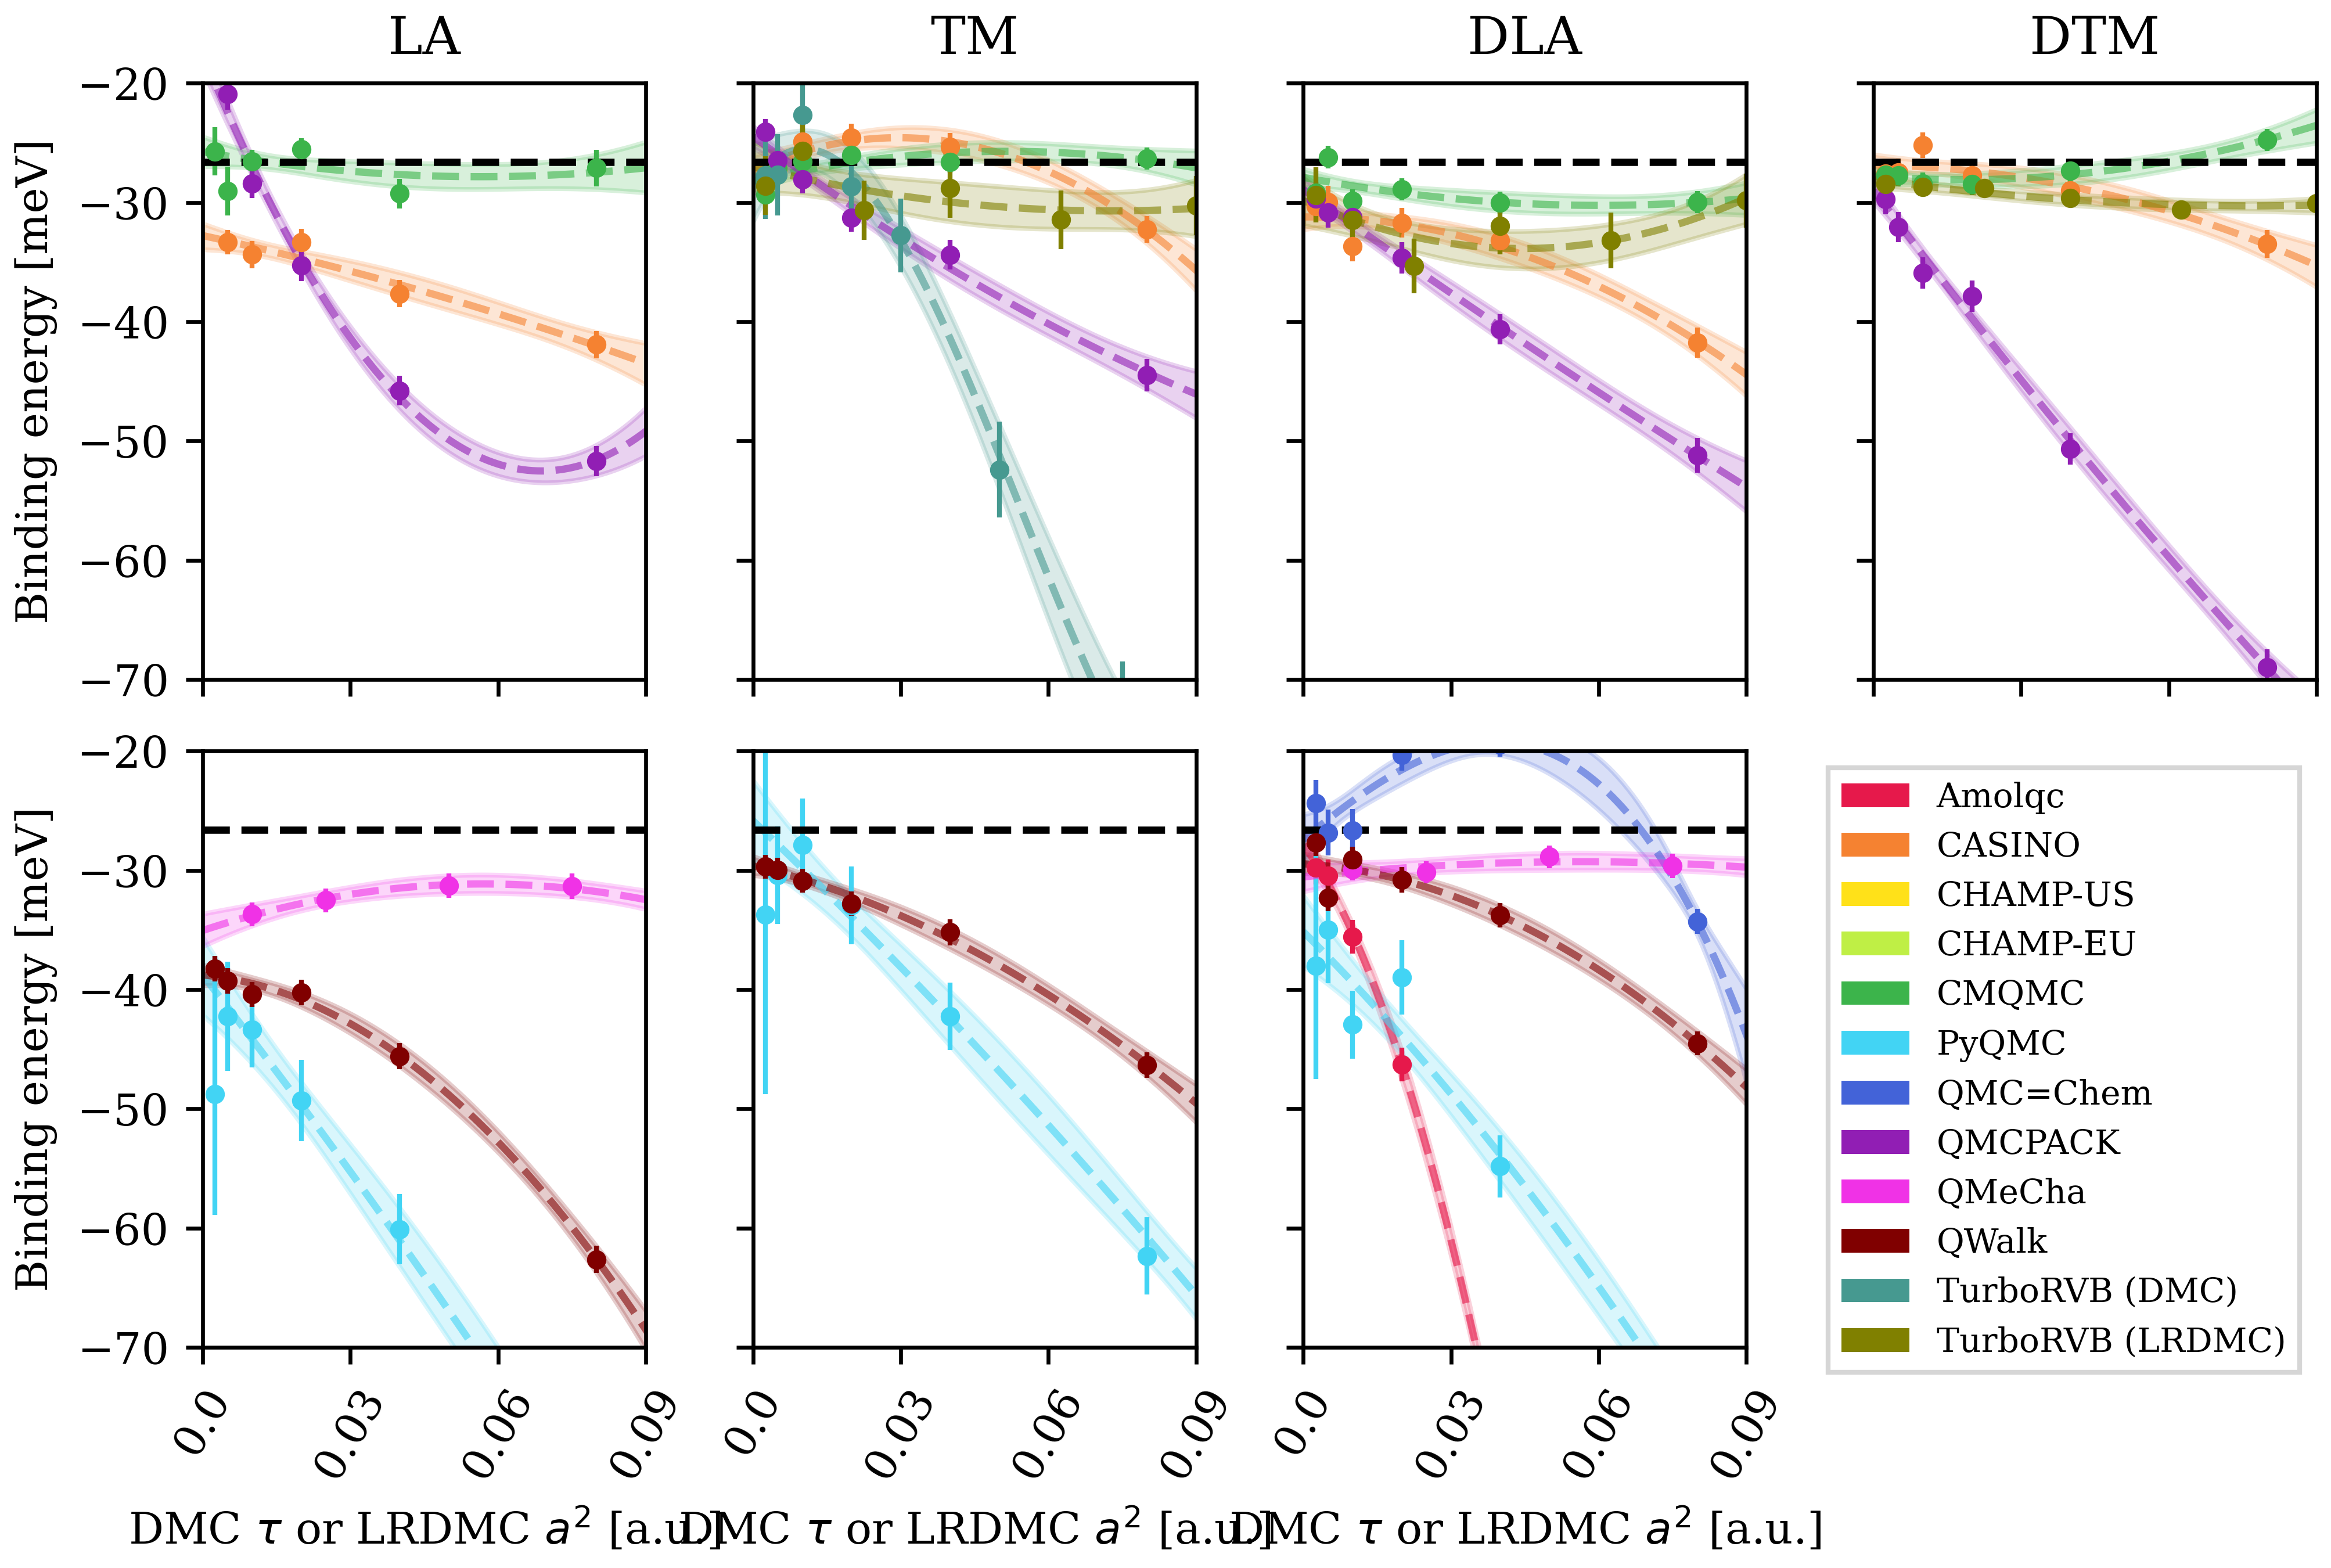 LA TM DLA DTM
Binding energy [meV]
−20
−30
−40
−50
−60
−70
Binding energy [meV]
−20
−30
−40
−50
−60
−70
0.0 0.03 0.06 0.09
0.0 0.03 0.06 0.09
0.0 0.03 0.06 0.09
DMC τ or LRDMC a² [a.u.]
DMC τ or LRDMC a² [a.u.]
DMC τ or LRDMC a² [a.u.]
Amolqc
CASINO
CHAMP-US
CHAMP-EU
CMQMC
PyQMC
QMC=Chem
QMCPACK
QMeCha
QWalk
TurboRVB (DMC)
TurboRVB (LRDMC)